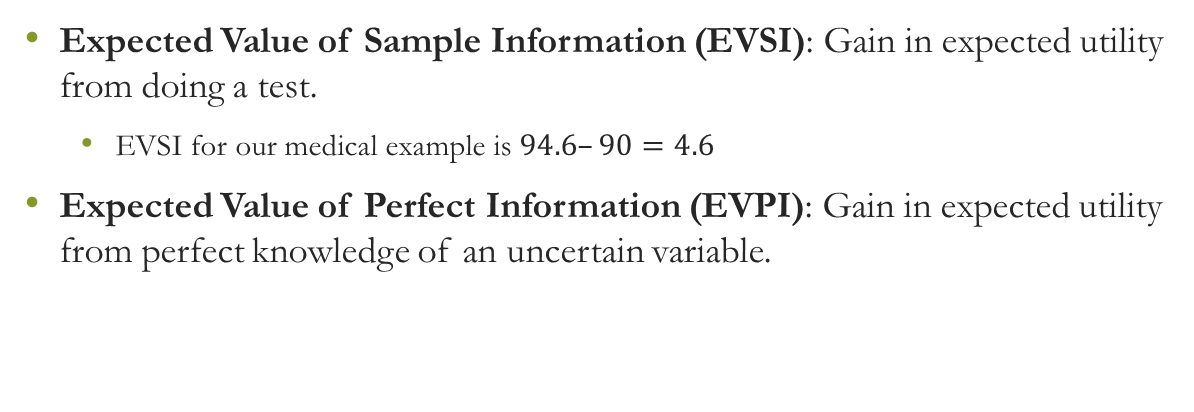 • Expected Value of Sample Information (EVSI): Gain in expected utility
from doing a test.
• EVSI for our medical example is 94.6– 90 = 4.6
• Expected Value of Perfect Information (EVPI): Gain in expected utility
from perfect knowledge of an uncertain variable.